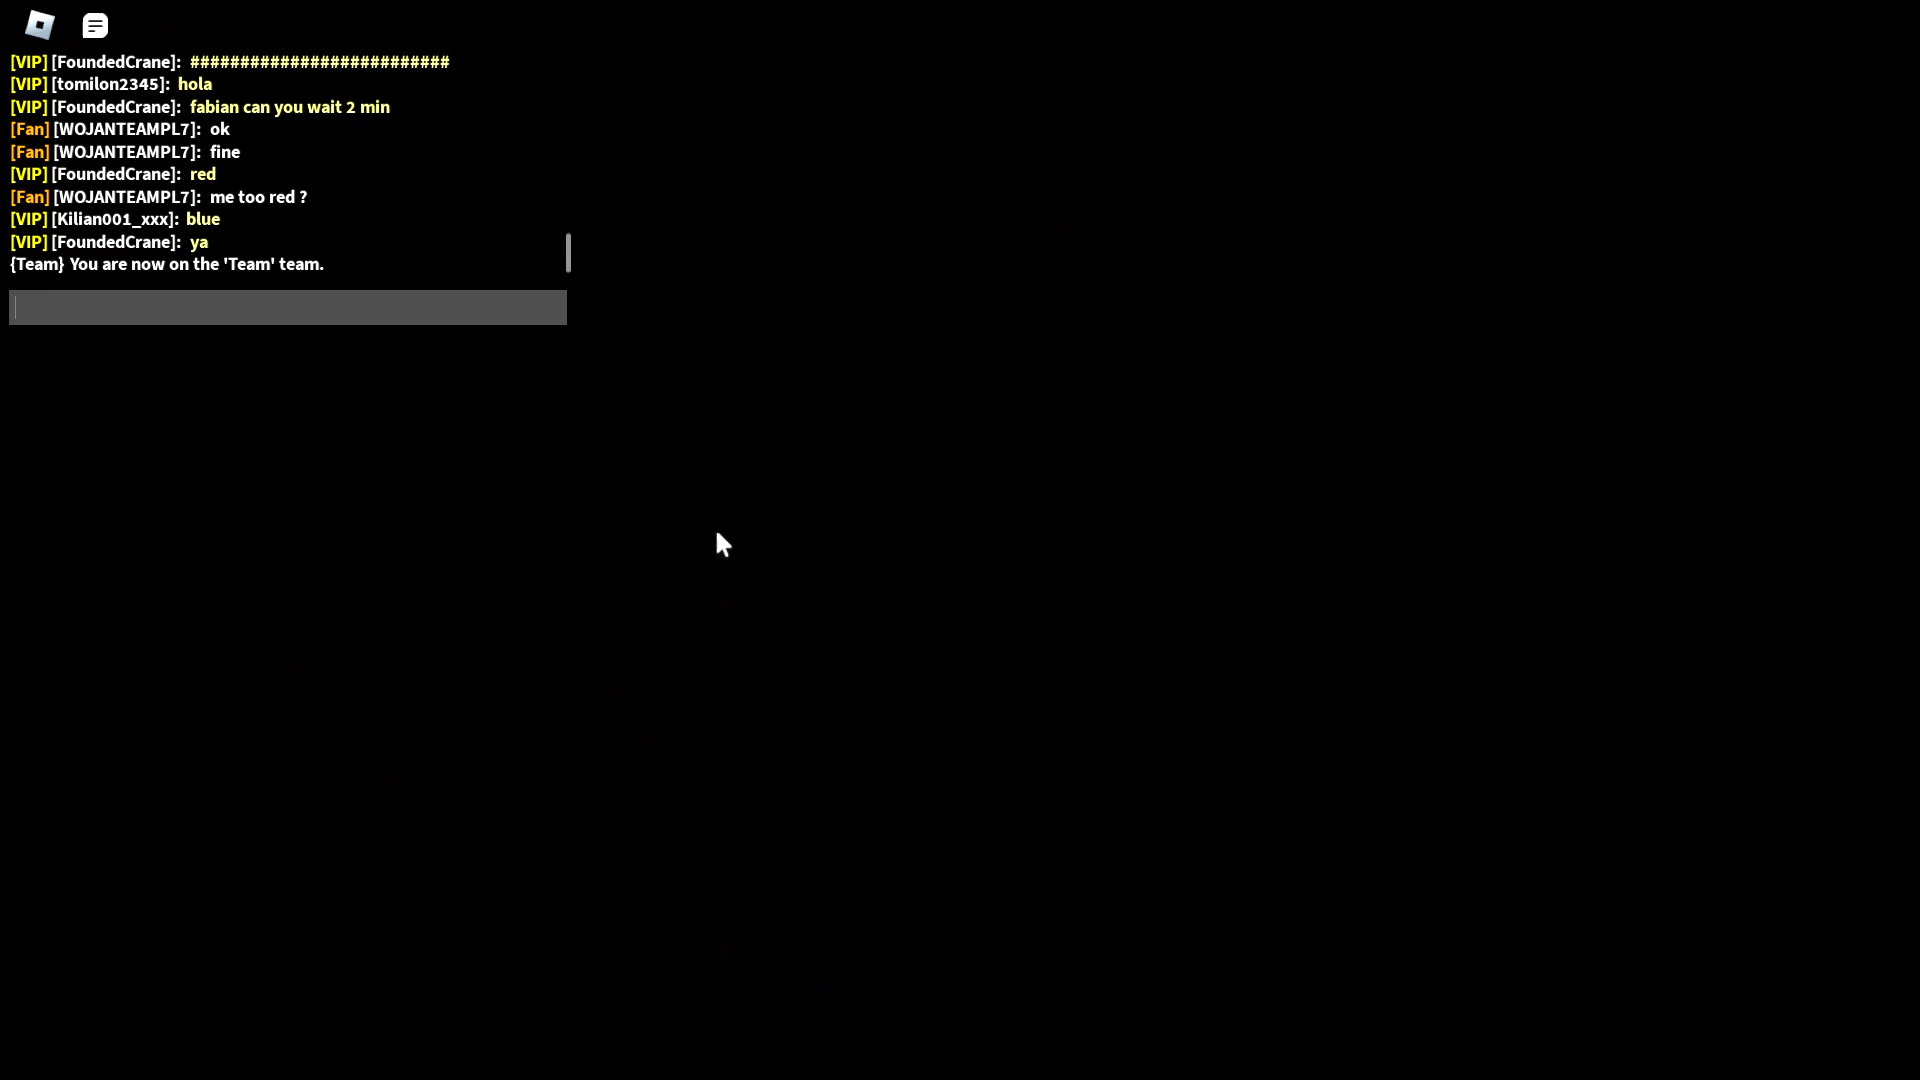 [VIP] [FoundedCrane]: ##########################
[VIP] [tomilon2345]: hola
[VIP] [FoundedCrane]: fabian can you wait 2 min
[Fan] [WOJANTEAMPL7]: ok
[Fan] [WOJANTEAMPL7]: fine
[VIP] [FoundedCrane]: red
[Fan] [WOJANTEAMPL7]: me too red ?
[VIP] [Kilian001_xxx]: blue
[VIP] [FoundedCrane]: ya
{Team} You are now on the 'Team' team.